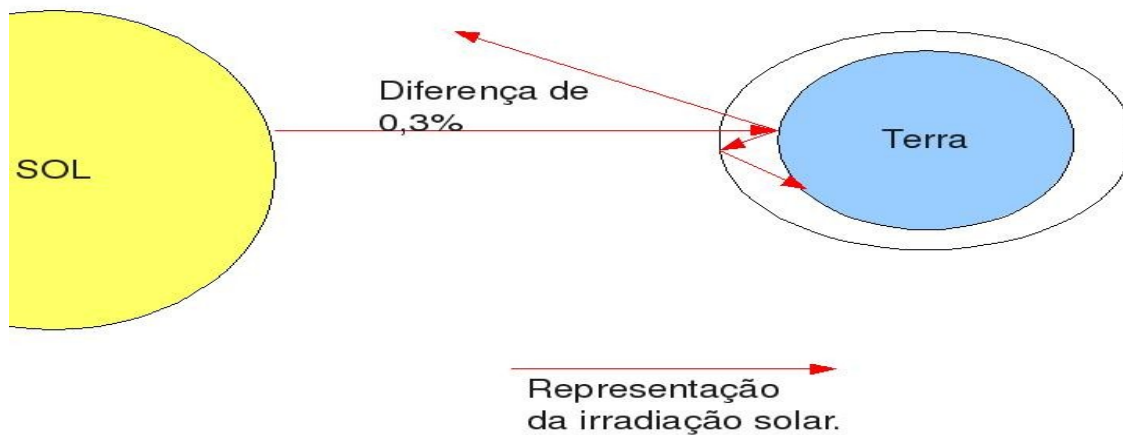 Diferença de
0,3%
SOL
Terra
Representação
da irradiação solar.